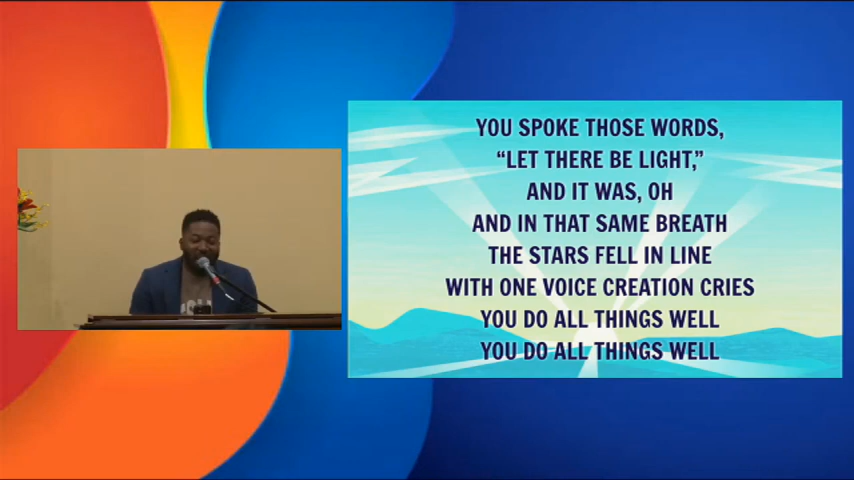 YOU SPOKE THOSE WORDS,
“LET THERE BE LIGHT,”
AND IT WAS, OH
AND IN THAT SAME BREATH
THE STARS FELL IN LINE
WITH ONE VOICE CREATION CRIES
YOU DO ALL THINGS WELL
YOU DO ALL THINGS WELL